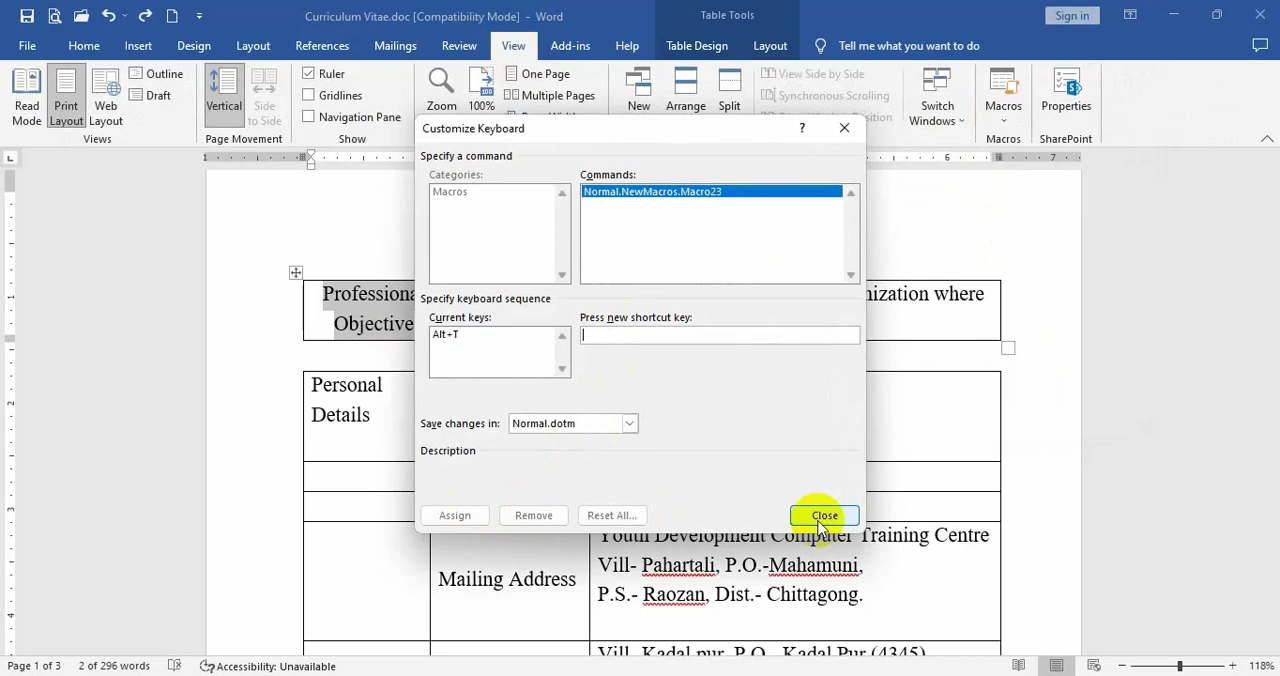 Curriculum Vitae.doc [Compatibility Mode] - Word
Table Tools
Sign in
File Home Insert Design Layout References Mailings Review View Add-ins Help Table Design Layout Tell me what you want to do
Read Mode
Print Layout
Web Layout
Outline
Draft
Views
Vertical
Side to Side
Page Movement
Ruler
Gridlines
Navigation Pane
Show
Zoom
100%
One Page
Multiple Pages
New
Arrange
Split
View Side by Side
Synchronous Scrolling
Position
Switch Windows
Macros
Macros
Properties
SharePoint
Customize Keyboard
Specify a command
Categories:
Commands:
Macros
Normal.NewMacros.Macro23
Specify keyboard sequence
Current keys:
Press new shortcut key:
Alt+T
Save changes in: Normal.dotm
Description
Assign Remove Reset All... Close
1 6 7
Professiona
nization where
Objective
Personal
Details
Youth Development Computer Training Centre
Mailing Address
Vill- Pahartali, P.O.-Mahamuni,
P.S.- Raozan, Dist.- Chittagong.
Vill- Kadal pur, P.O.- Kadal Pur (4345)
Page 1 of 3 2 of 296 words Accessibility: Unavailable 118%